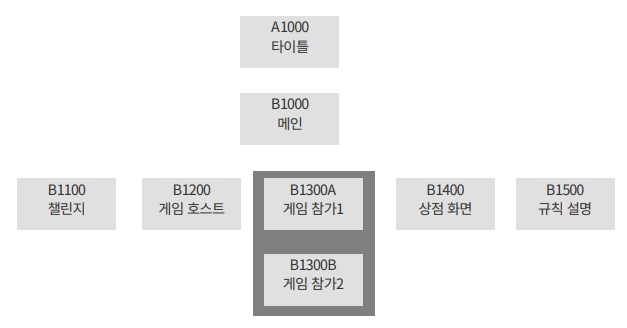 A1000
타이틀
B1000
메인
B1100
챌린지
B1200
게임 호스트
B1300A
게임 참가1
B1400
상점 화면
B1500
규칙 설명
B1300B
게임 참가2